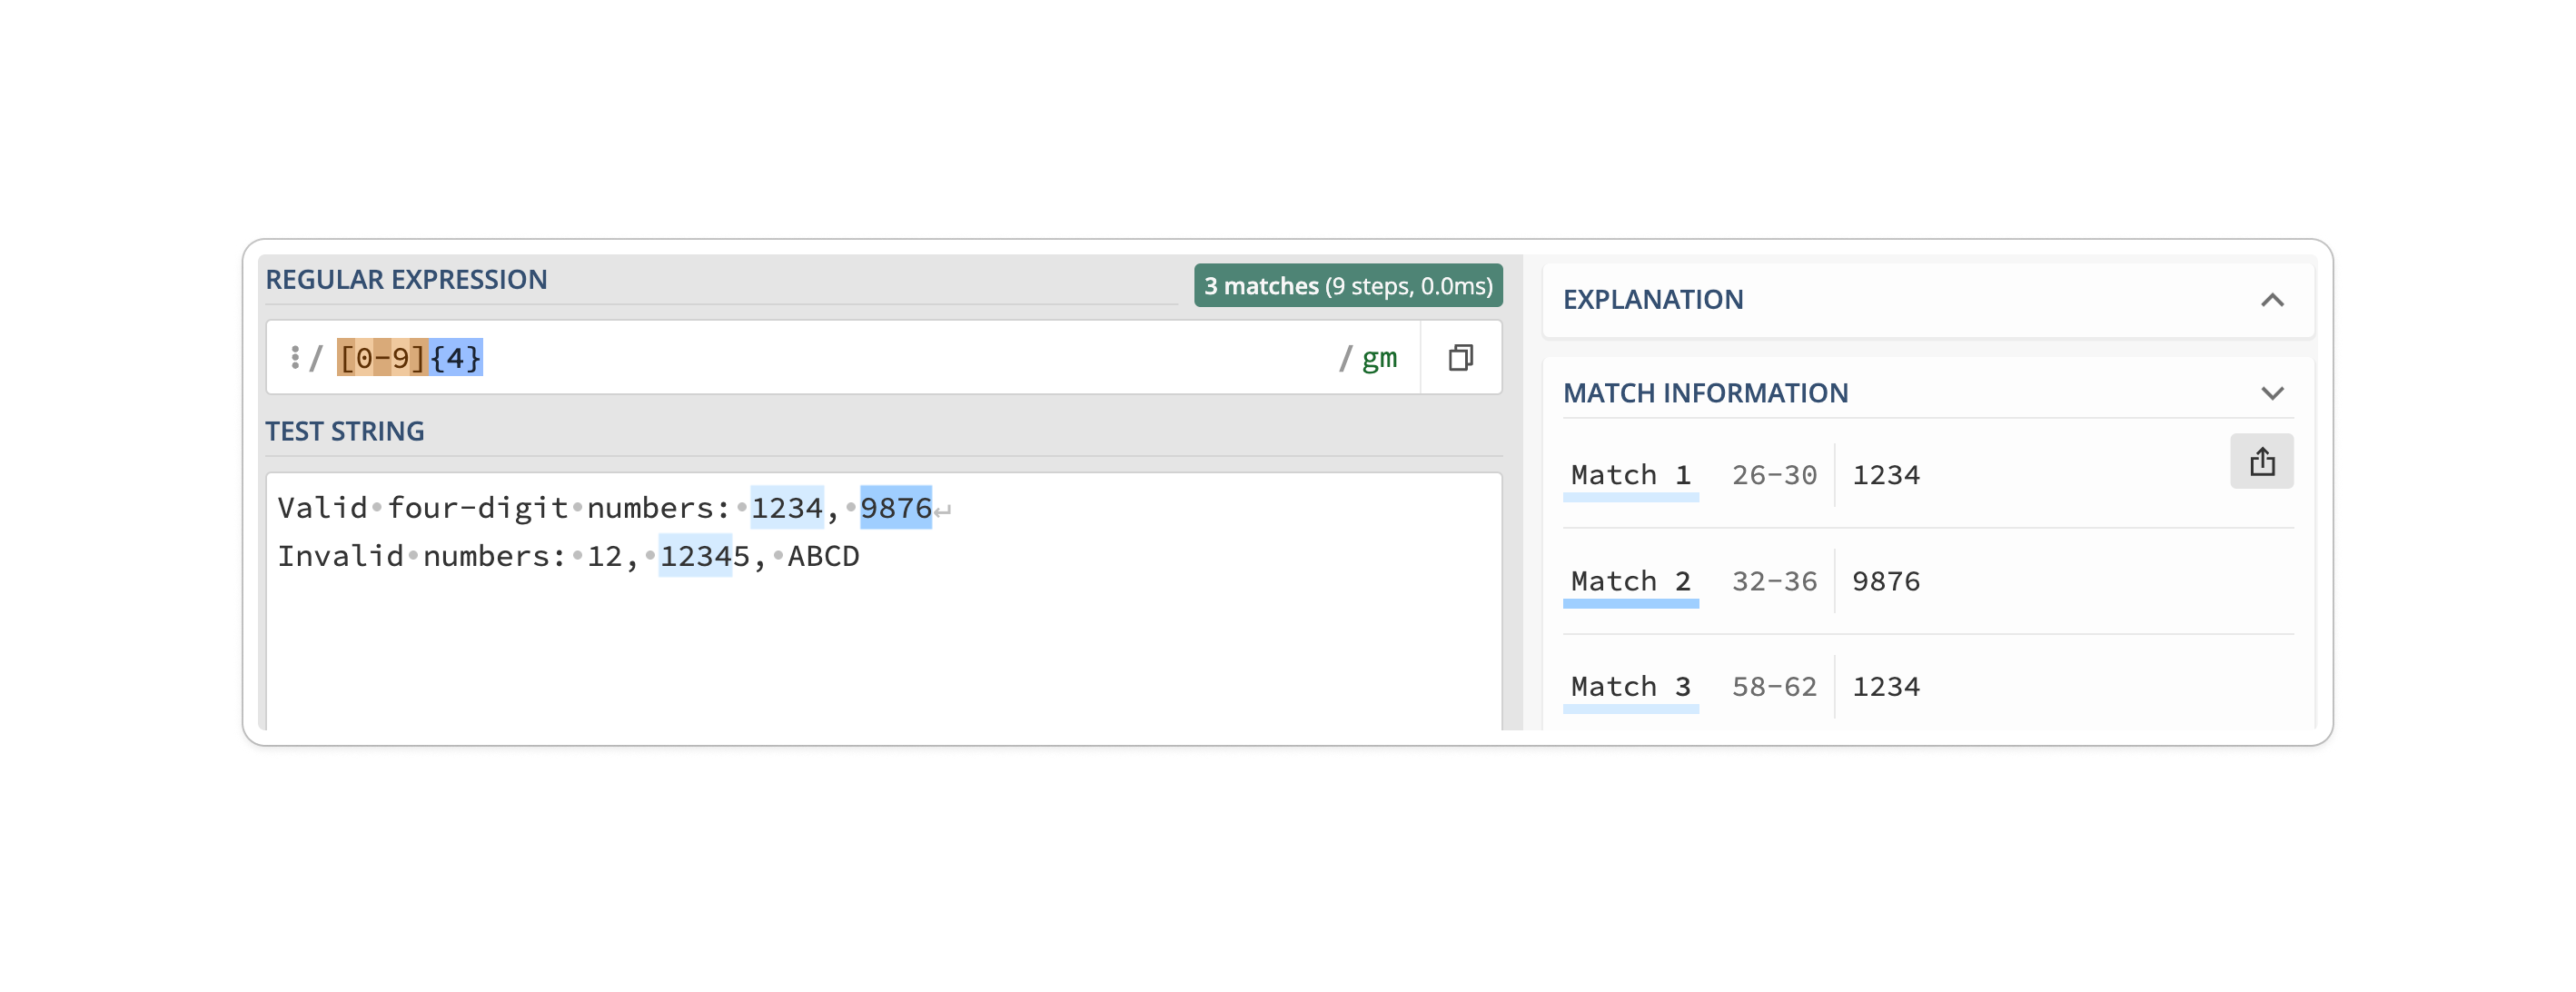 REGULAR EXPRESSION
3 matches (9 steps, 0.0ms)
/ [0-9]{4} / gm
TEST STRING
Valid four-digit numbers: 1234, 9876
Invalid numbers: 12, 12345, ABCD
EXPLANATION
MATCH INFORMATION
Match 1 26-30 1234
Match 2 32-36 9876
Match 3 58-62 1234